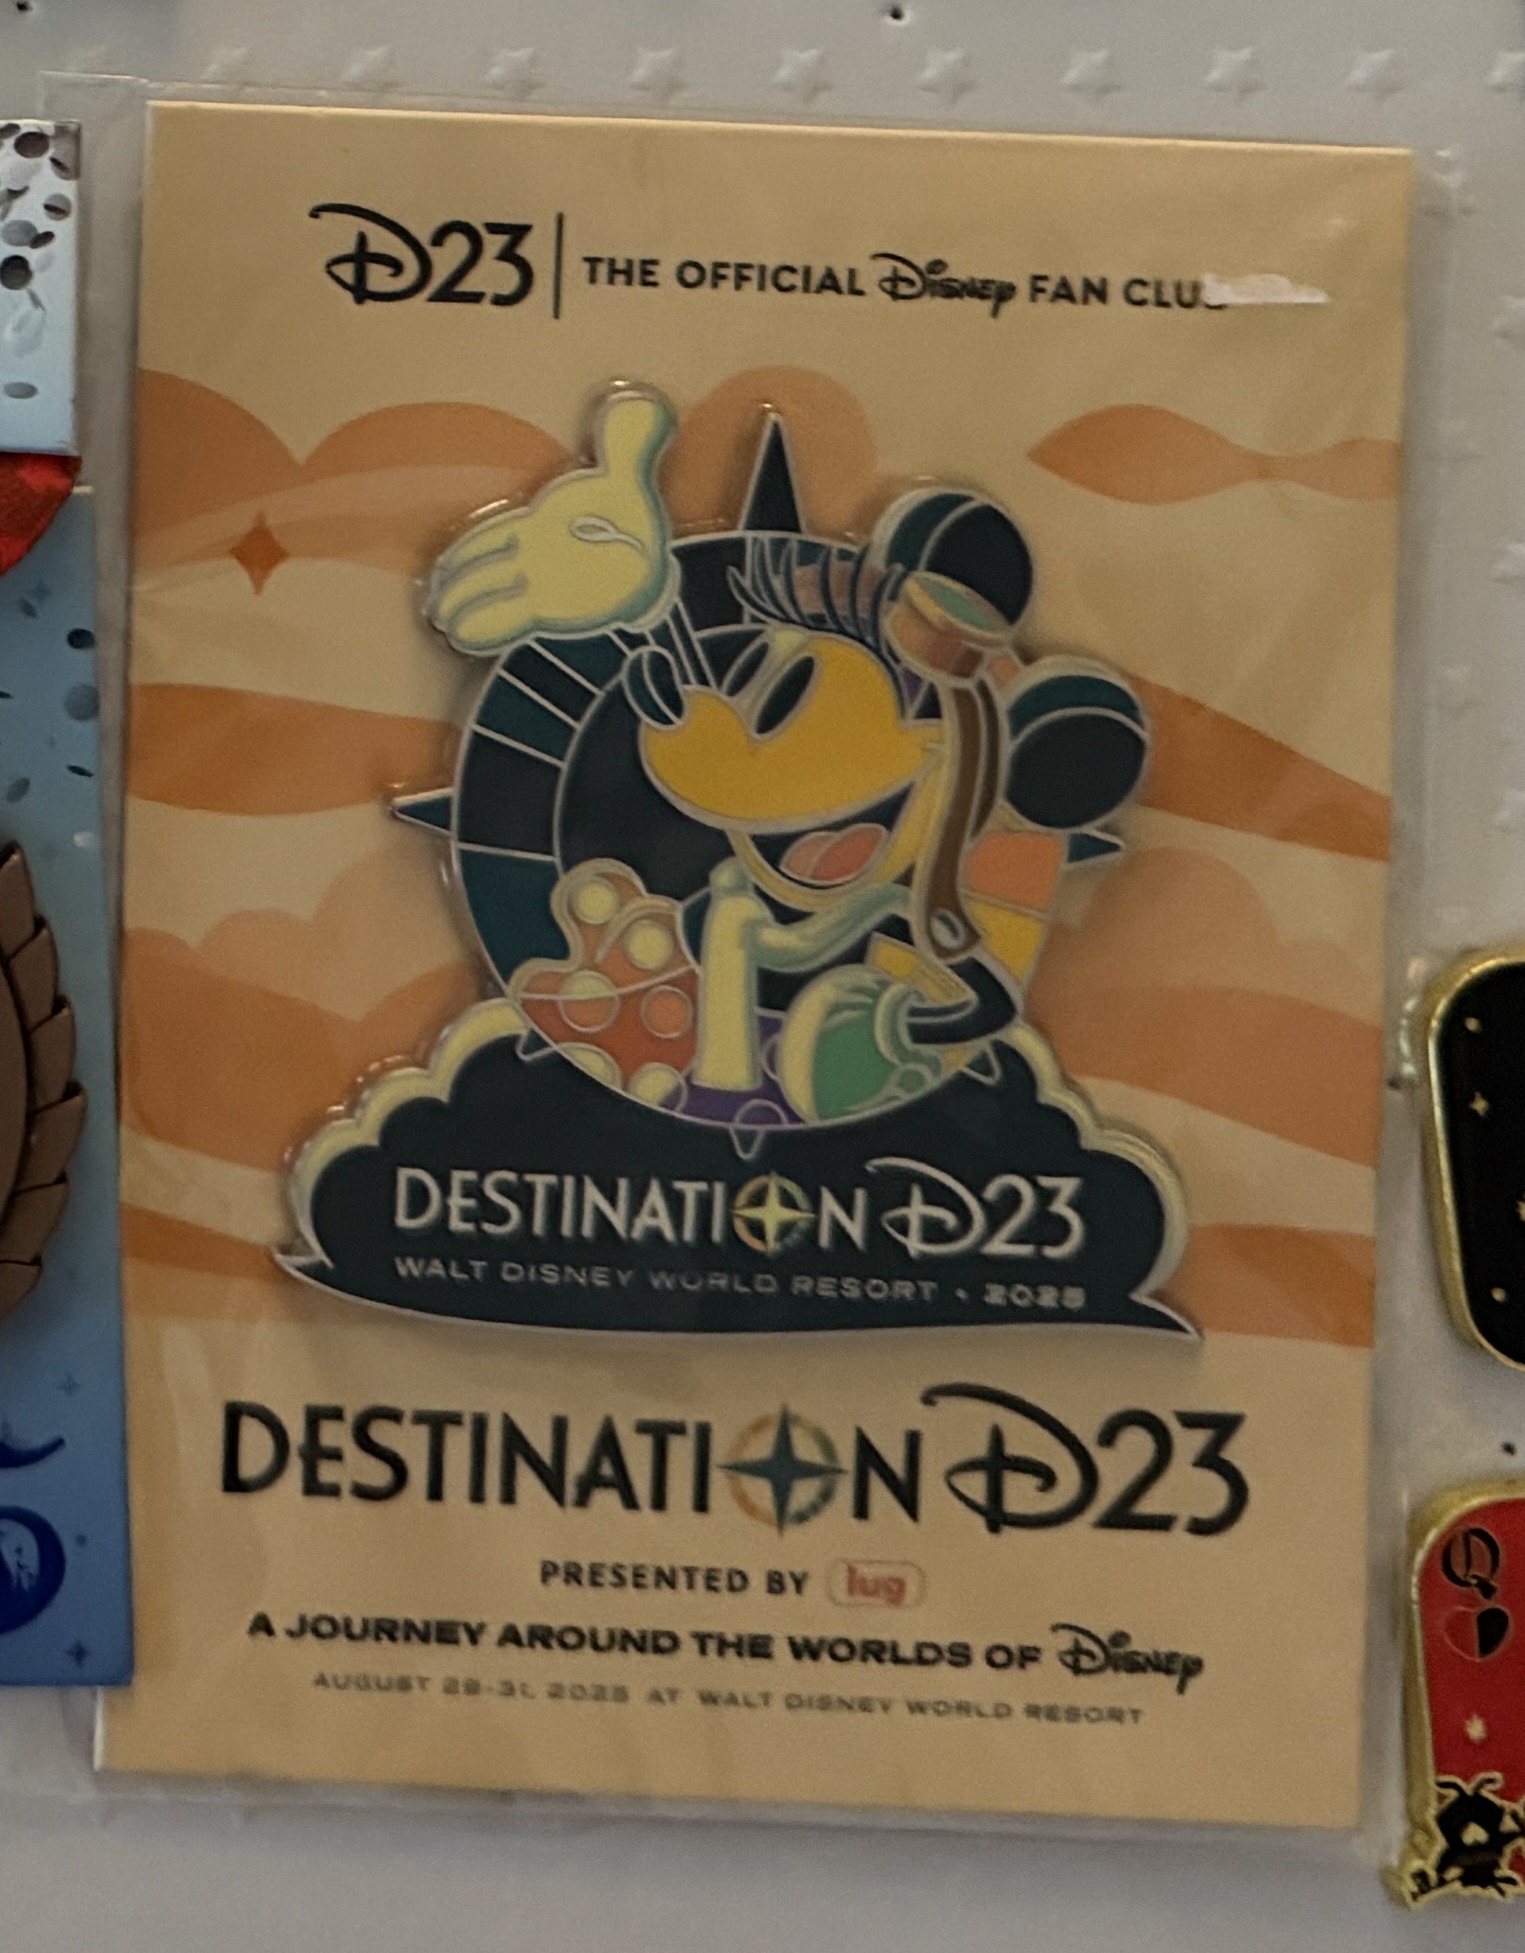 D23 | THE OFFICIAL Disney FAN CLUB
DESTINATION D23
WALT DISNEY WORLD RESORT • 2025
DESTINATION D23
PRESENTED BY lug
A JOURNEY AROUND THE WORLDS OF Disney
AUGUST 29-31, 2025 AT WALT DISNEY WORLD RESORT
Q